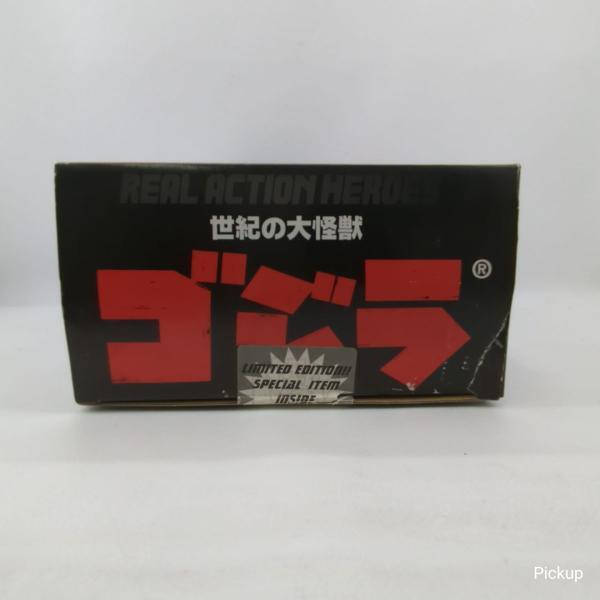 REAL ACTION HEROES
世紀の大怪獣
ゴジラ®
LIMITED EDITION!!
SPECIAL ITEM
INSIDE
Pickup